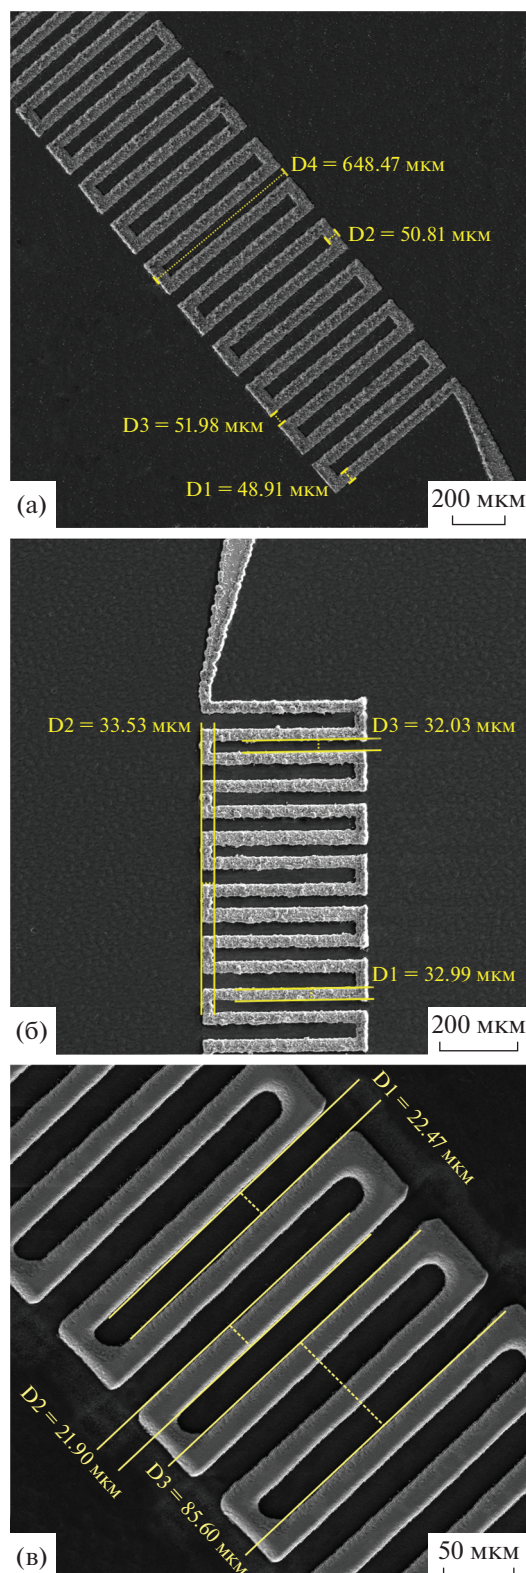 D4 = 648.47 мкм
D2 = 50.81 мкм
D3 = 51.98 мкм
D1 = 48.91 мкм
(а)
200 мкм
D2 = 33.53 мкм
D3 = 32.03 мкм
D1 = 32.99 мкм
(б)
200 мкм
D1 = 22.47 мкм
D2 = 21.90 мкм
D3 = 85.60 мкм
(в)
50 мкм